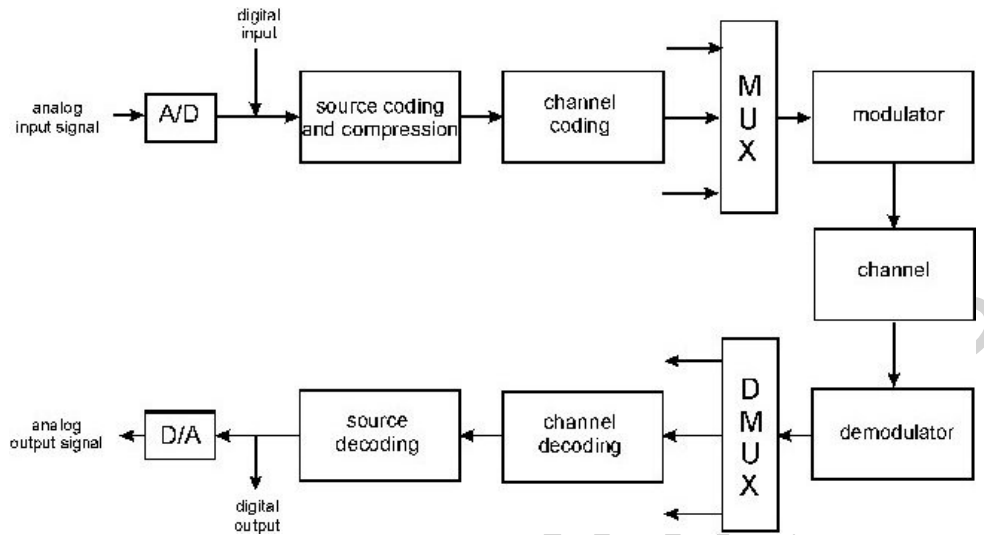 digital
input
analog
input signal
A/D
source coding
and compression
channel
coding
M
U
X
modulator
channel
analog
output signal
D/A
source
decoding
channel
decoding
D
M
U
X
demodulator
digital
output